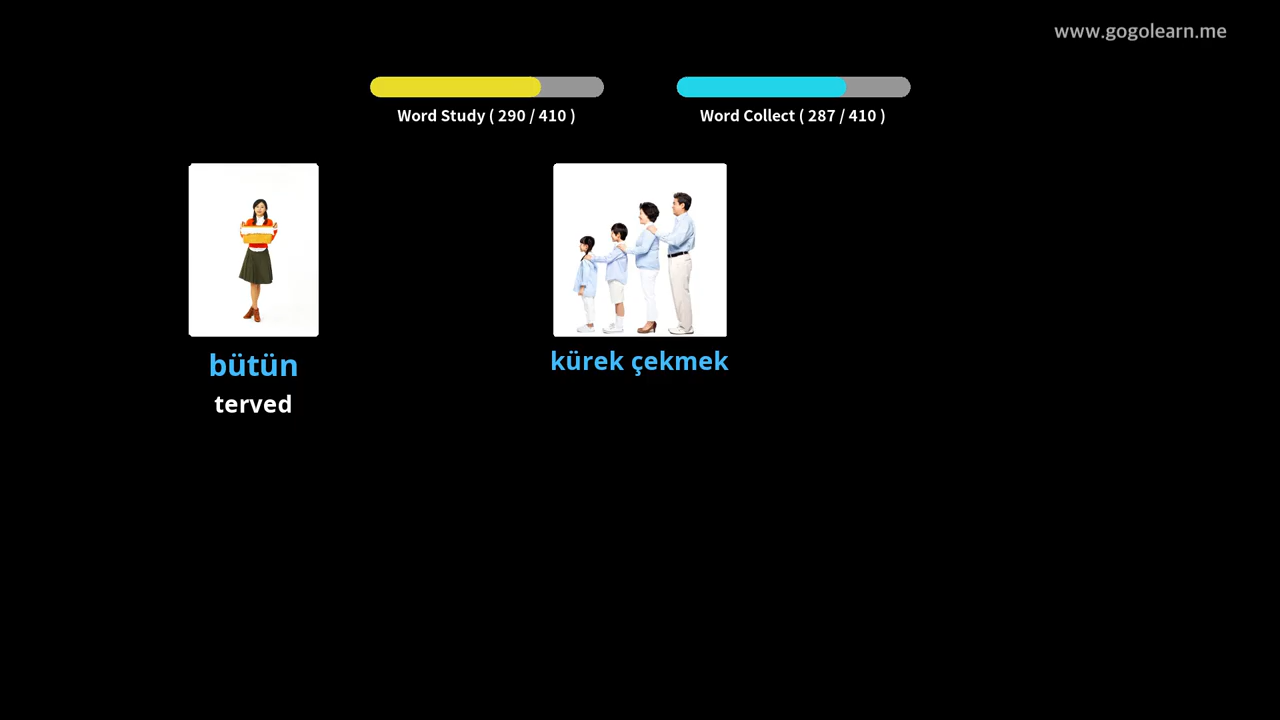 www.gogolearn.me
Word Study ( 290 / 410 )
Word Collect ( 287 / 410 )
bütün
terved
kürek çekmek